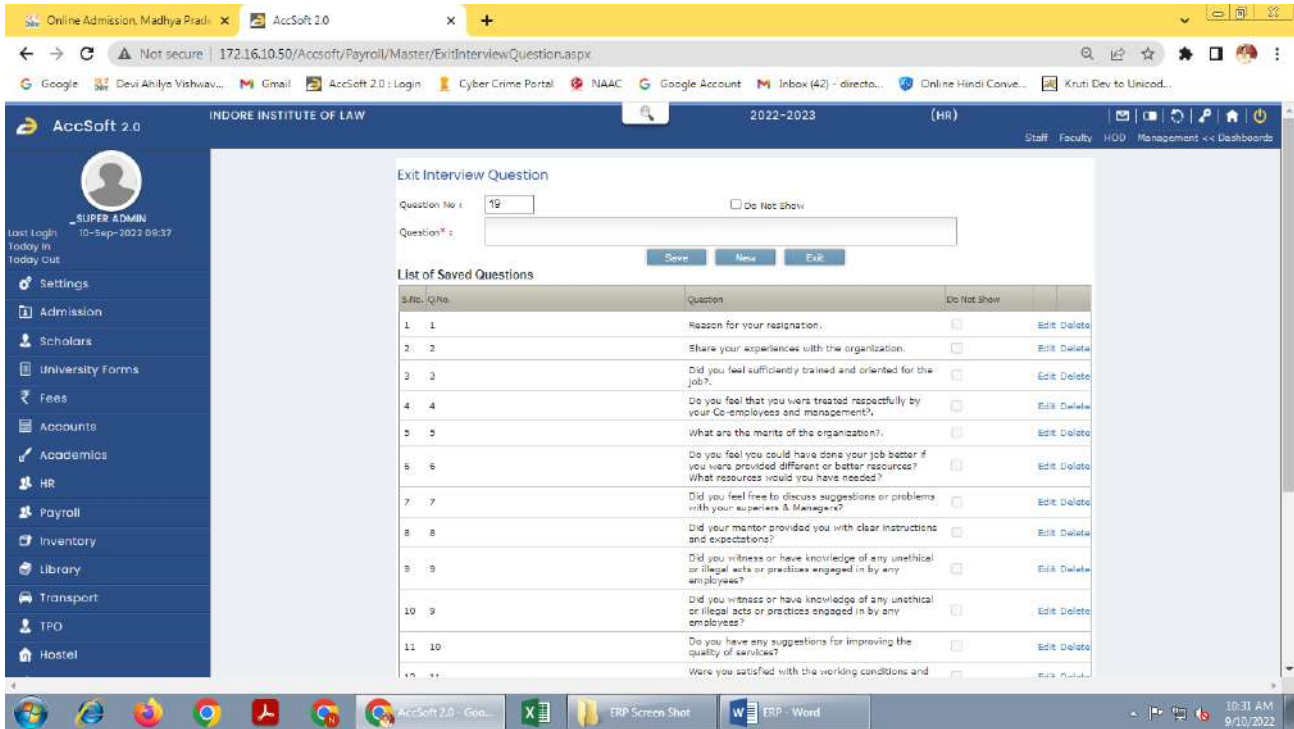 Online Admission, Madhya Prade
AccSoft 2.0
Not secure | 172.16.10.50/Accsoft/Payroll/Master/ExitInterviewQuestion.aspx
Google Devi Ahilya Vishwav... Gmail AccSoft 2.0 : Login Cyber Crime Portal NAAC Google Account Inbox (42) - directo... Online Hindi Conve... Kruti Dev to Unicod...
AccSoft 2.0
INDORE INSTITUTE OF LAW 2022-2023 (HR)
Staff Faculty HOD Management << Dashboards
_SUPER ADMIN
Last Login 10-Sep-2022 09:37
Today In
Today Out
Settings
Admission
Scholars
University Forms
Fees
Accounts
Academics
HR
Payroll
Inventory
Library
Transport
TPO
Hostel
Exit Interview Question
Question No : 19 Do Not Show
Question* :
Save New Exit
List of Saved Questions
S.No. Q.No. Question Do Not Show
1 1 Reason for your resignation. Edit Delete
2 2 Share your experiences with the organization. Edit Delete
3 3 Did you feel sufficiently trained and oriented for the
job?. Edit Delete
4 4 Do you feel that you were treated respectfully by
your Co-employees and management?. Edit Delete
5 5 What are the merits of the organization?. Edit Delete
Do you feel you could have done your job better if
6 6 you were provided different or better resources? Edit Delete
What resources would you have needed?
7 7 Did you feel free to discuss suggestions or problems
with your superiers & Managers? Edit Delete
8 8 Did your mentor provided you with clear instructions
and expectations? Edit Delete
Did you witness or have knowledge of any unethical
9 9 or illegal acts or practices engaged in by any Edit Delete
employees?
Did you witness or have knowledge of any unethical
10 9 or illegal acts or practices engaged in by any Edit Delete
employees?
11 10 Do you have any suggestions for improving the
quality of services? Edit Delete
12 11 Were you satisfied with the working conditions and Edit Delete
AccSoft 2.0 - Goo... ERP Screen Shot ERP - Word
10:31 AM
9/10/2022